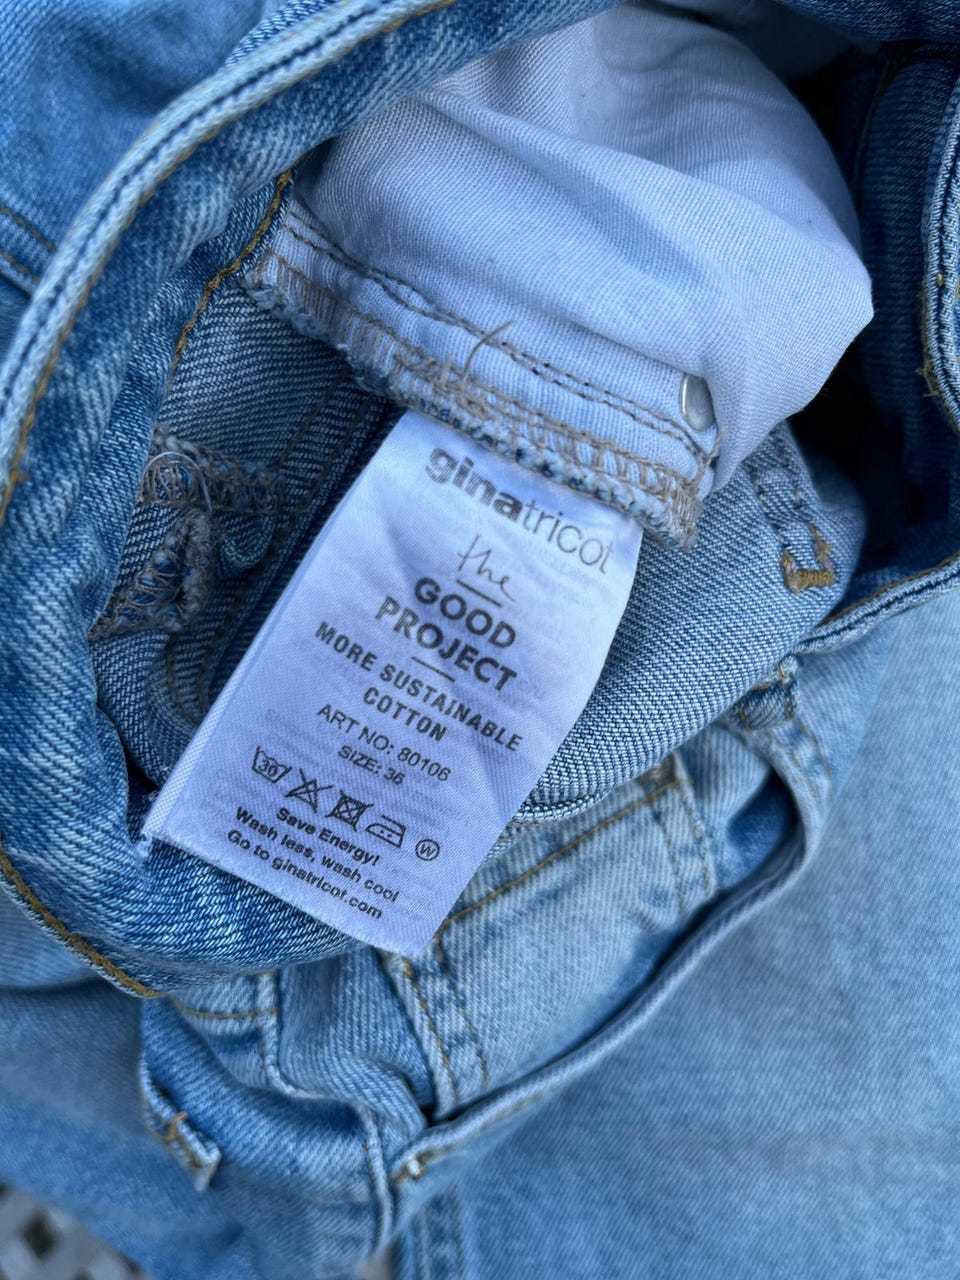 ginatricot
the
GOOD
PROJECT
MORE SUSTAINABLE
COTTON
ART NO: 80106
SIZE: 36
30 W
Save Energy!
Wash less, wash cool
Go to ginatricot.com